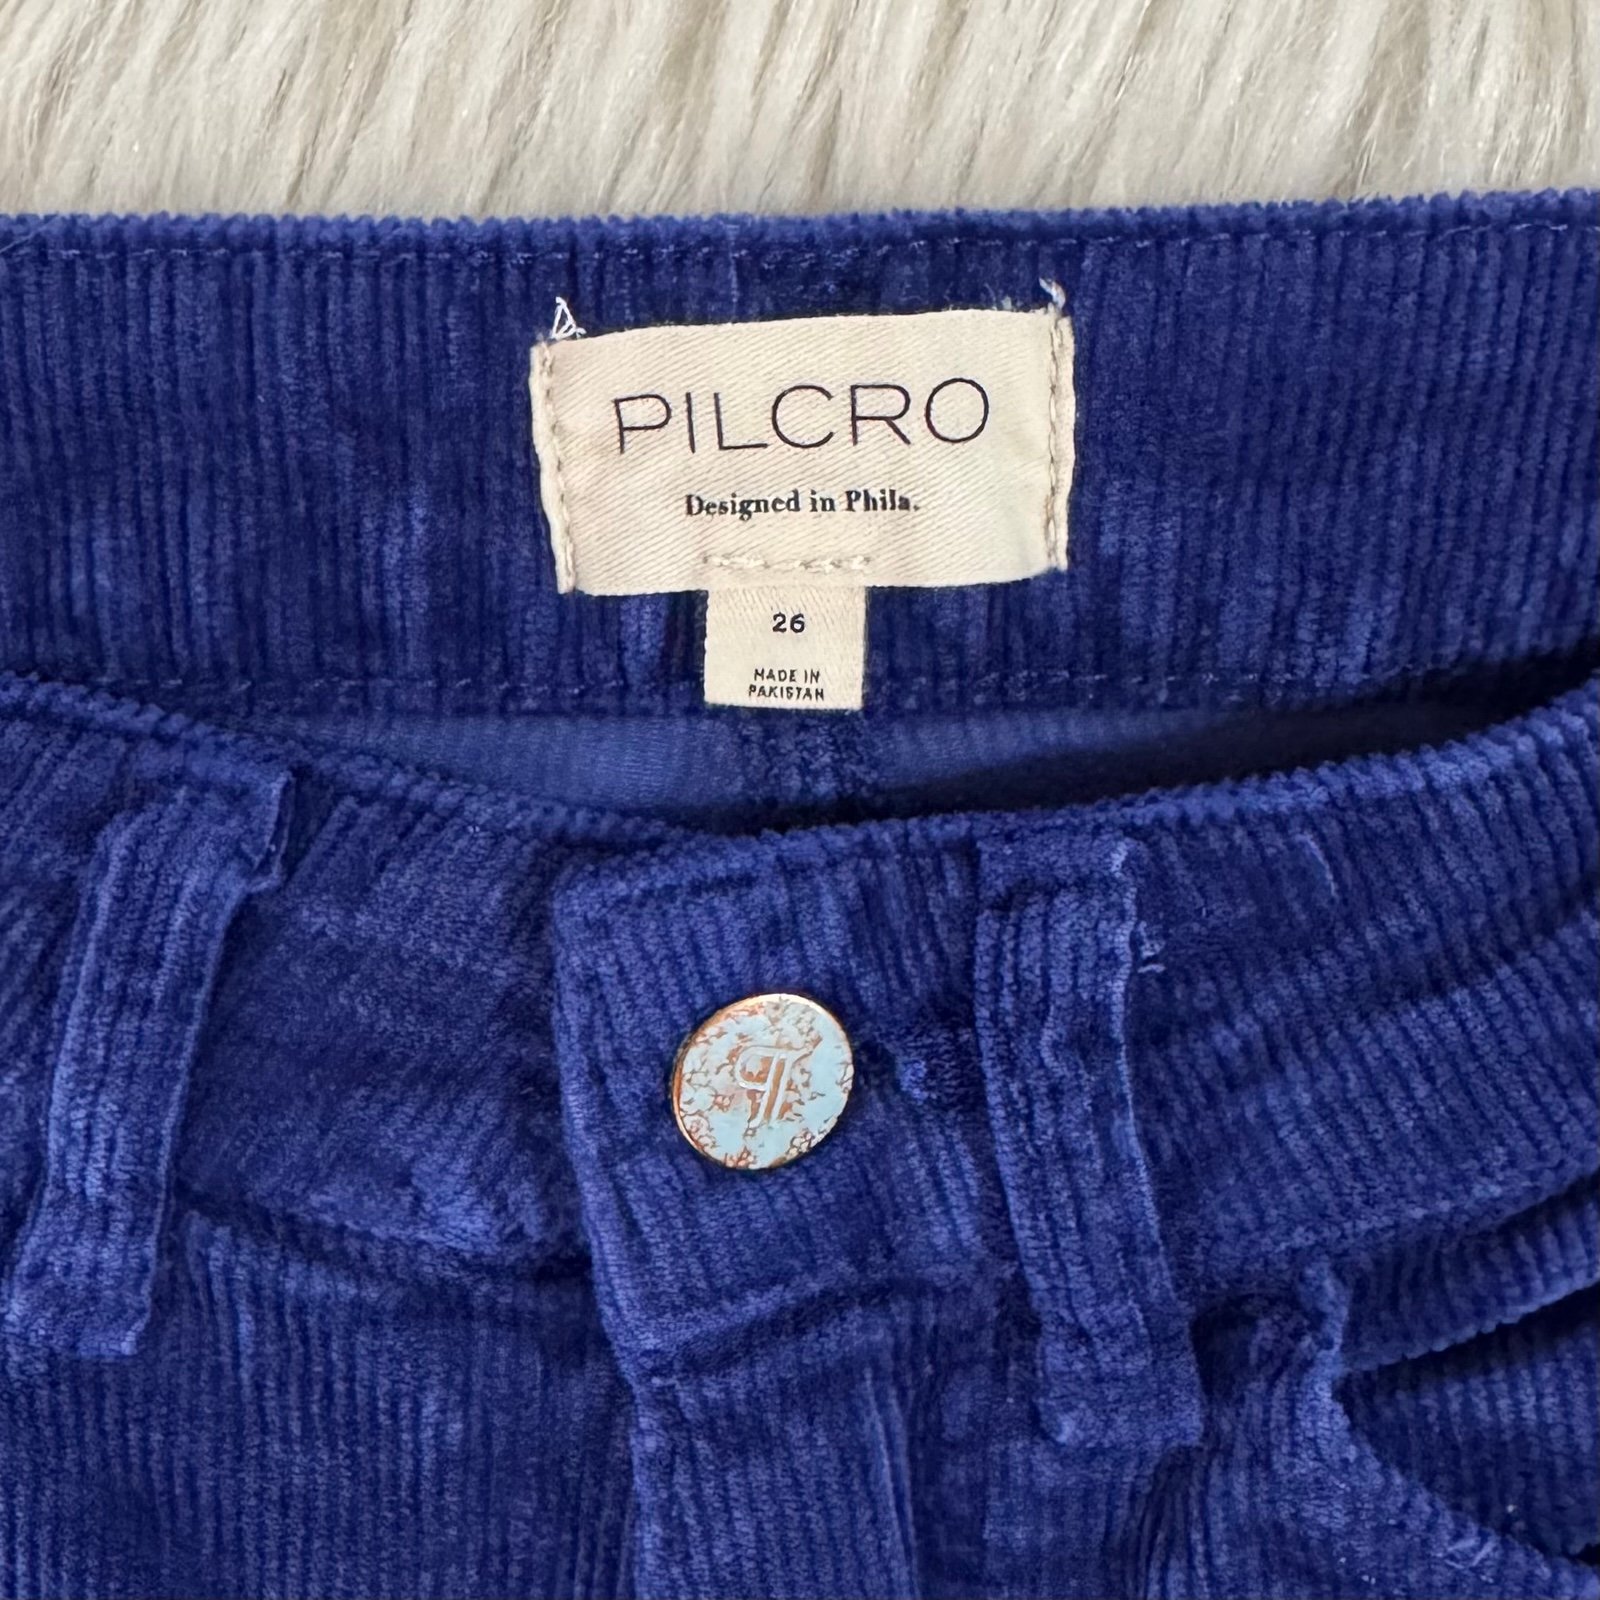 PILCRO
Designed in Phila.
26
MADE IN
PAKISTAN
¶